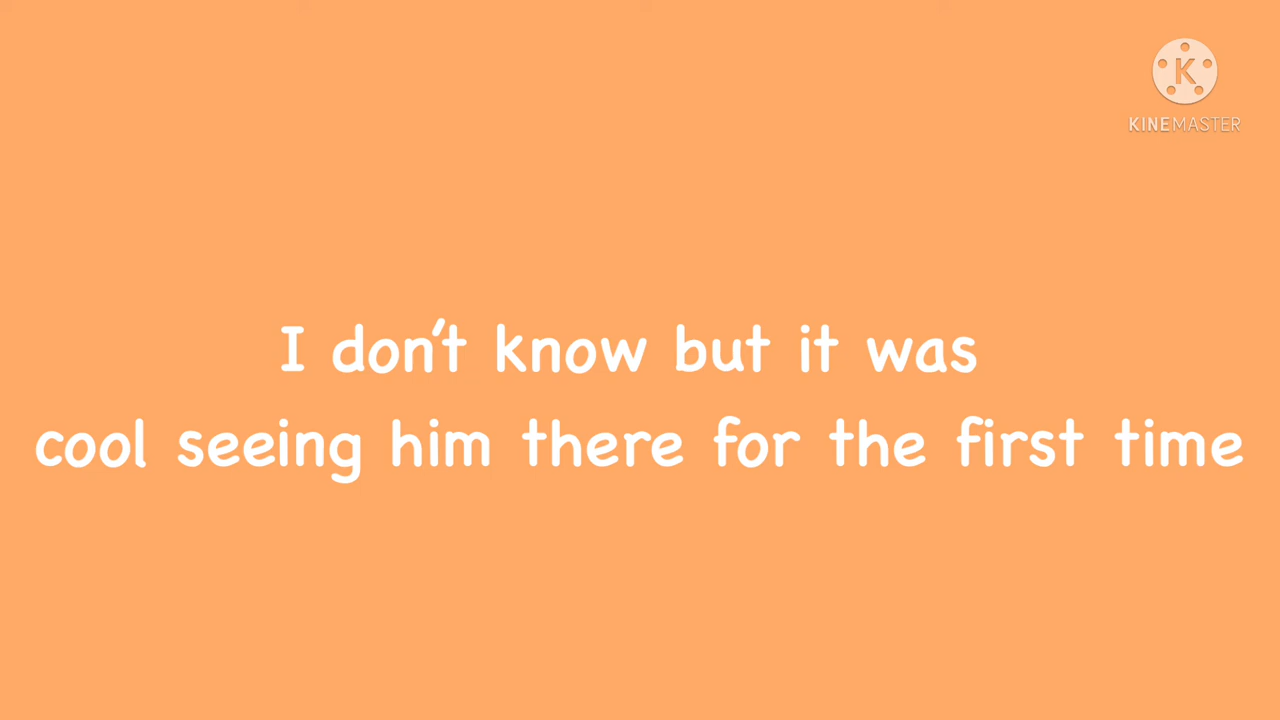 K
KINEMASTER
I don't know but it was
cool seeing him there for the first time